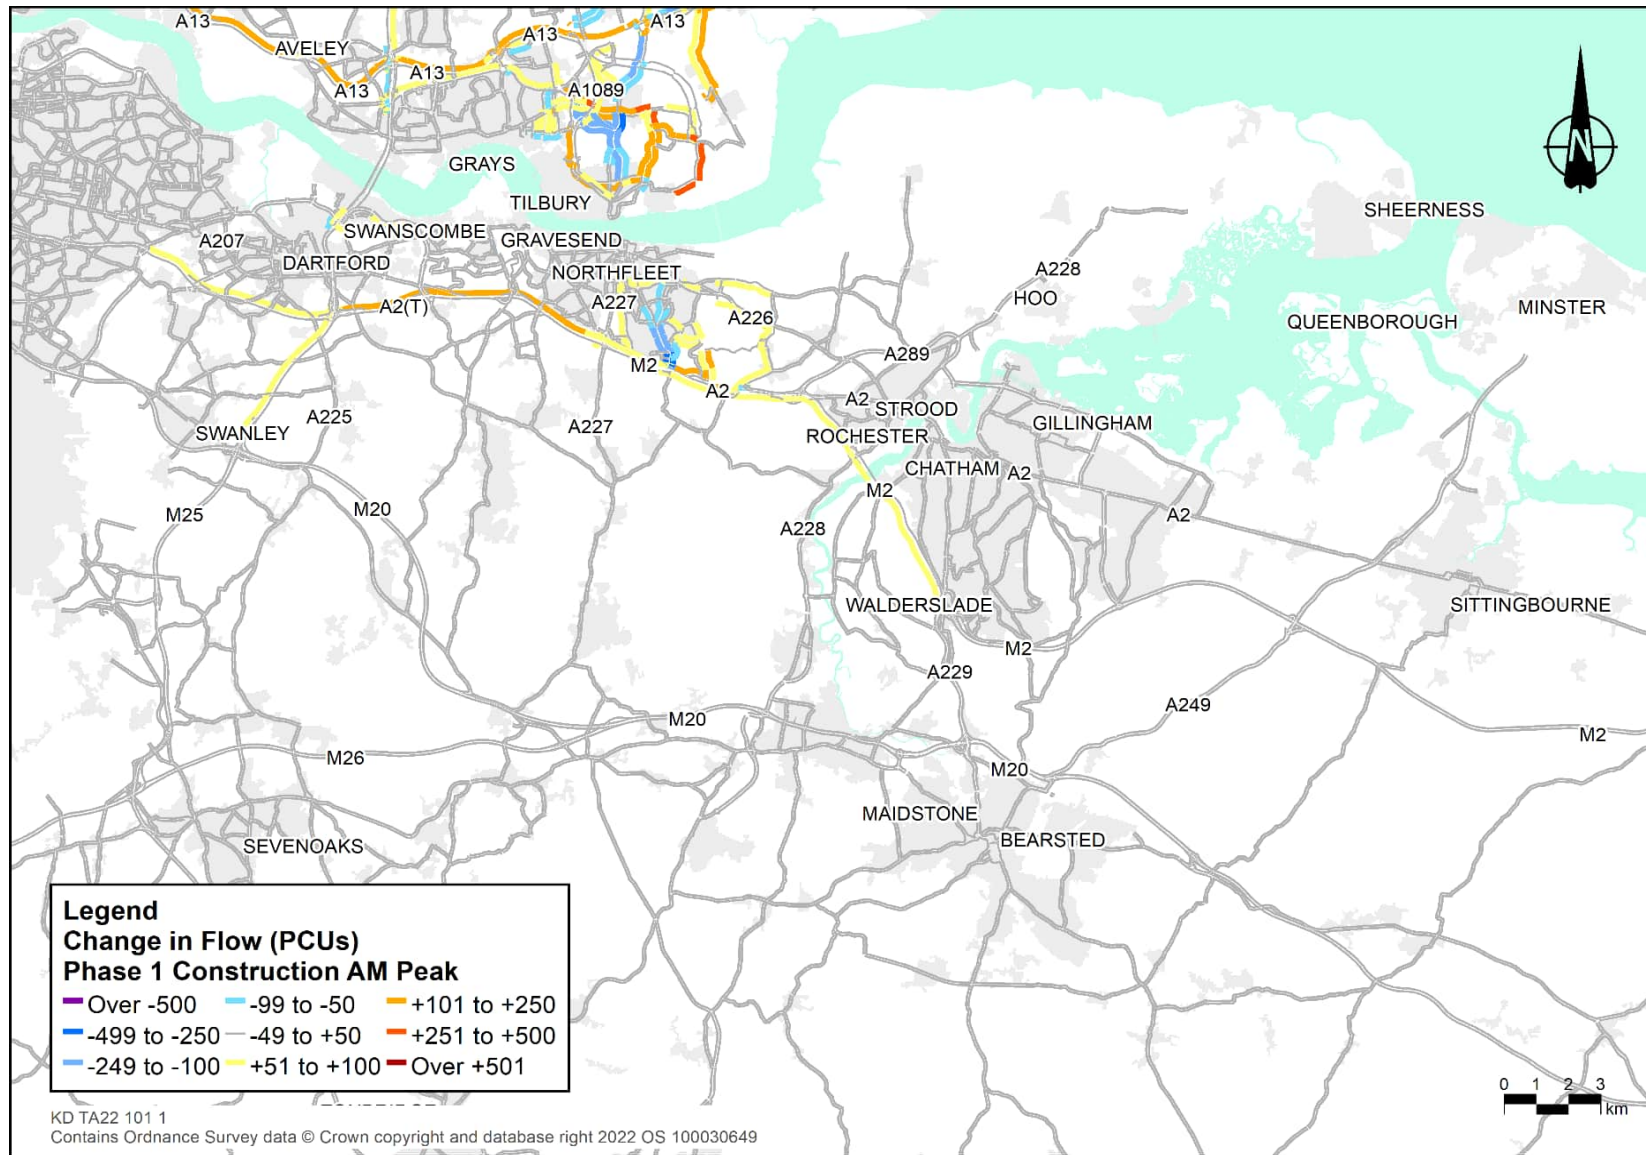 A13
A13
A13
AVELEY
A13
A13
A1089
GRAYS
TILBURY
SHEERNESS
SWANSCOMBE
A207
GRAVESEND
DARTFORD
NORTHFLEET
A228
HOO
MINSTER
A2(T)
A227
A226
QUEENBOROUGH
A289
M2
A2
A2
STROOD
A225
SWANLEY
A227
ROCHESTER
GILLINGHAM
CHATHAM
A2
M2
M20
M25
A228
A2
WALDERSLADE
SITTINGBOURNE
M2
A229
A249
M20
M2
M26
M20
MAIDSTONE
BEARSTED
SEVENOAKS
N
Legend
Change in Flow (PCUs)
Phase 1 Construction AM Peak
Over -500 -99 to -50 +101 to +250
-499 to -250 -49 to +50 +251 to +500
-249 to -100 +51 to +100 Over +501
0 1 2 3
km
KD TA22 101 1
Contains Ordnance Survey data © Crown copyright and database right 2022 OS 100030649